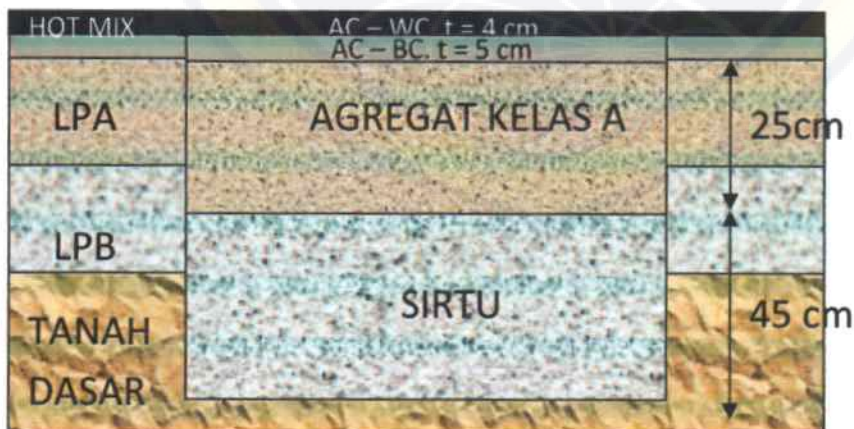 HOT MIX
AC – WC. t = 4 cm
AC – BC. t = 5 cm
LPA
AGREGAT KELAS A
25cm
LPB
SIRTU
45 cm
TANAH
DASAR